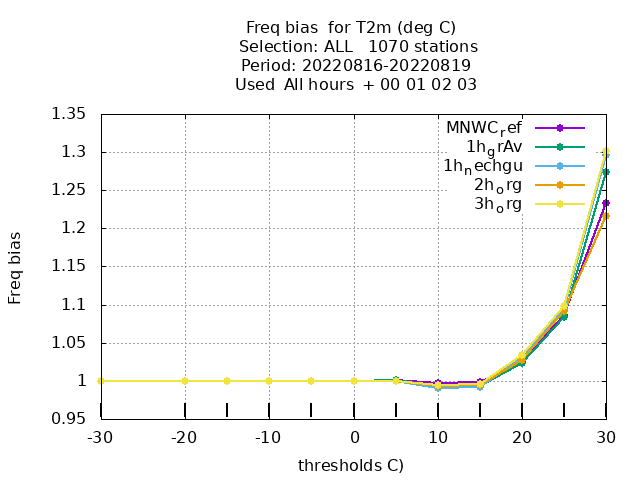 Freq bias  for T2m (deg C)
Selection: ALL   1070 stations
Period: 20220816-20220819
Used  All hours  + 00 01 02 03
1.35
1.3
1.25
1.2
1.15
1.1
1.05
1
0.95
Freq bias
MNWC_ref
1h_grAv
1h_nechgu
2h_org
3h_org
-30
-20
-10
0
10
20
30
thresholds C)